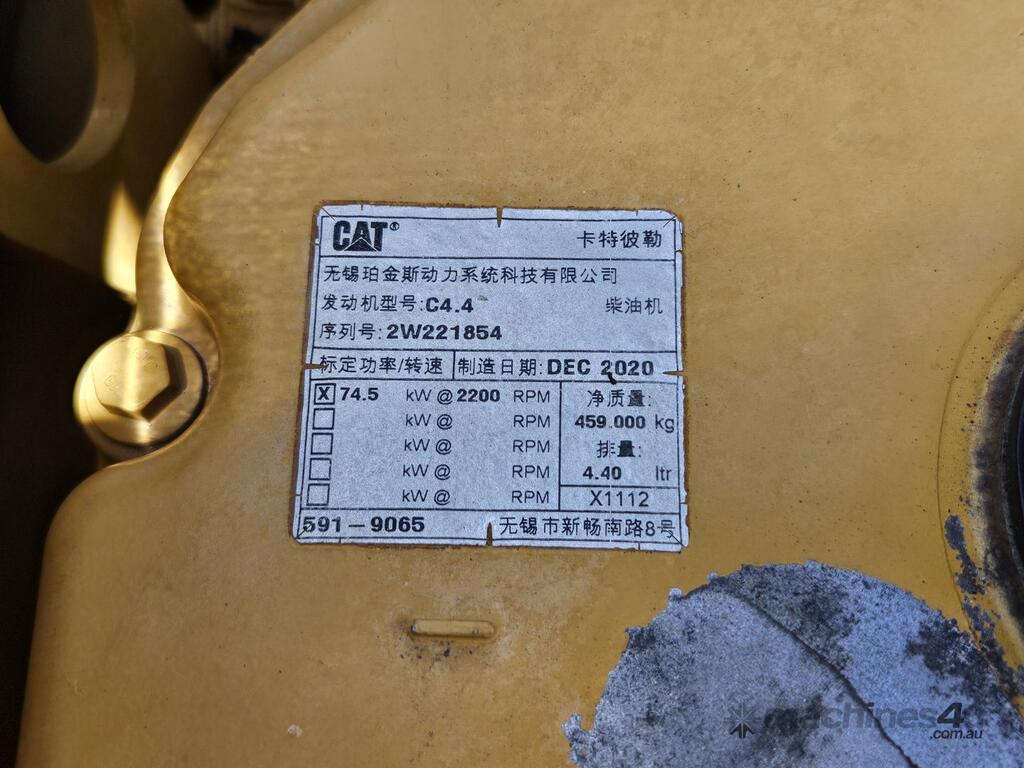 CAT® 卡特彼勒
无锡珀金斯动力系统科技有限公司
发动机型号:C4.4 柴油机
序列号:2W221854
标定功率/转速 制造日期:DEC 2020
X 74.5 kW @ 2200 RPM 净质量:
kW @ RPM 459.000 kg
kW @ RPM 排量:
kW @ RPM 4.40 ltr
kW @ RPM X1112
591-9065 无锡市新畅南路8号
machines4u
.com.au